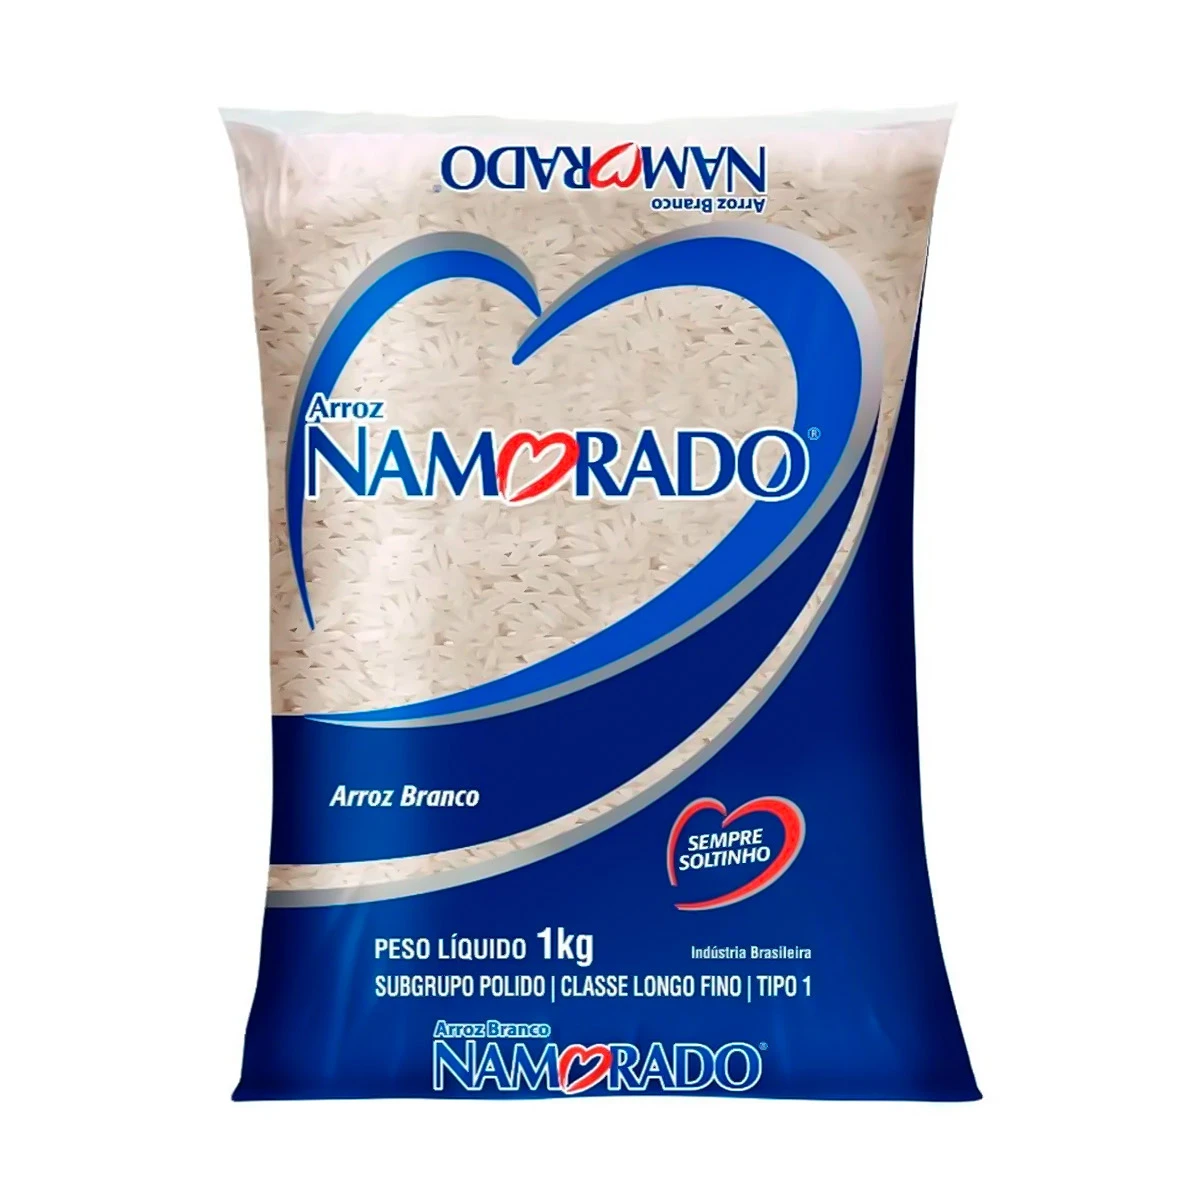 NAMORADO®
Arroz Branco
Arroz
NAMORADO®
Arroz Branco
SEMPRE
SOLTINHO
PESO LÍQUIDO 1kg
Indústria Brasileira
SUBGRUPO POLIDO | CLASSE LONGO FINO | TIPO 1
Arroz Branco
NAMORADO®